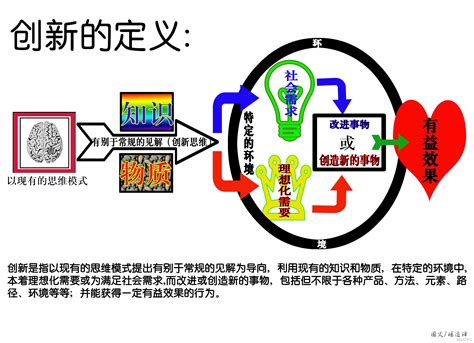 创新的定义:
知识
有别于常规的见解（创新思维）
物质
以现有的思维模式
环
境
特定的环境
社会需求
理想化需要
改进事物
或
创造新的事物
有益效果
创新是指以现有的思维模式提出有别于常规的见解为导向，利用现有的知识和物质，在特定的环境中，
本着理想化需要或为满足社会需求,而改进或创造新的事物，包括但不限于各种产品、方法、元素、路
径、环境等等；并能获得一定有益效果的行为。